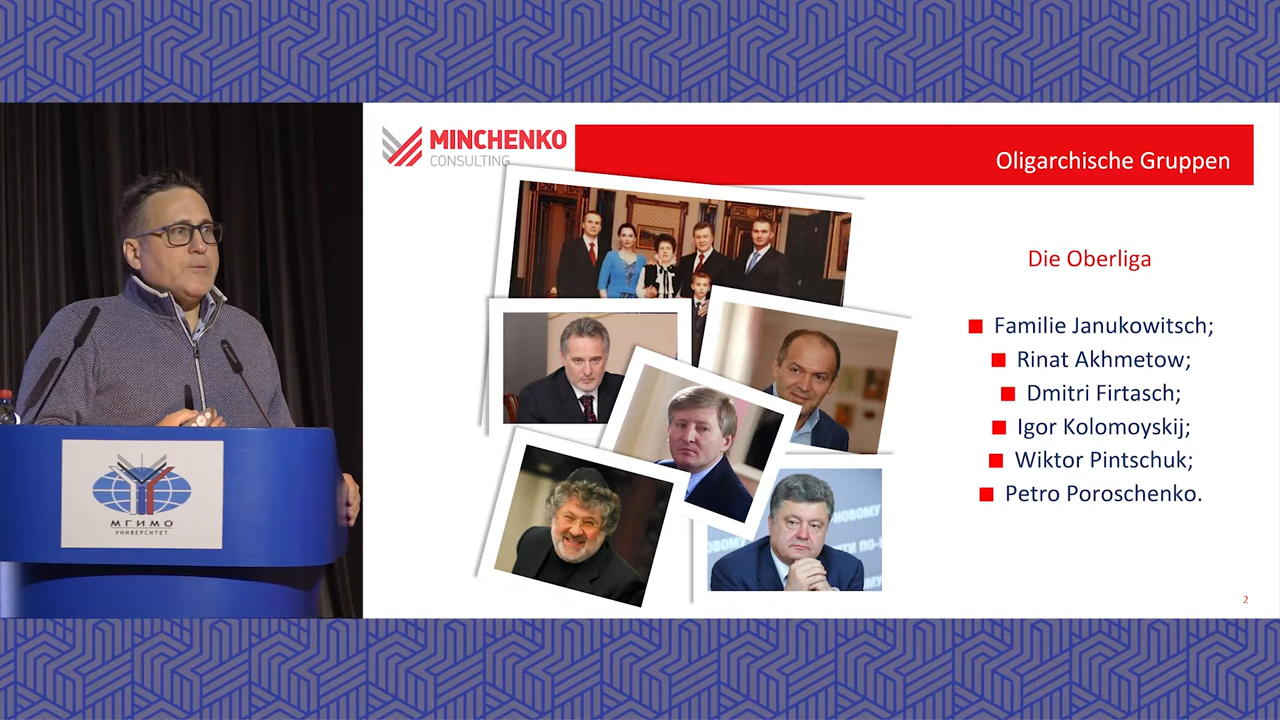 MINCHENKO
CONSULTING
Oligarchische Gruppen
Die Oberliga
Familie Janukowitsch;
Rinat Akhmetow;
Dmitri Firtasch;
Igor Kolomoyskij;
Wiktor Pintschuk;
Petro Poroschenko.
МГИМО
УНИВЕРСИТЕТ
2